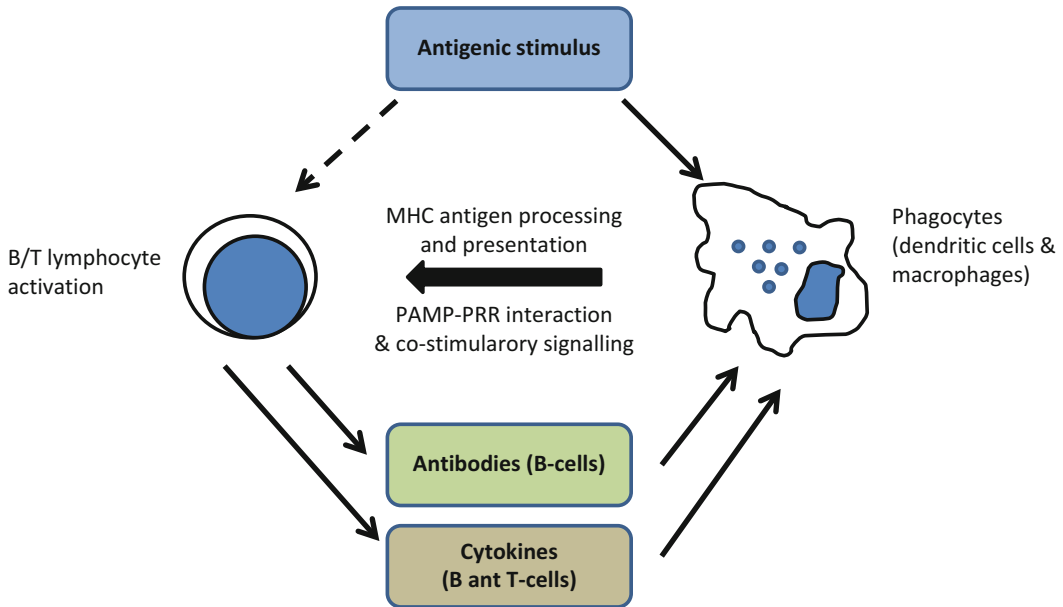 Antigenic stimulus
MHC antigen processing
and presentation
B/T lymphocyte
activation
Phagocytes
(dendritic cells &
macrophages)
PAMP-PRR interaction
& co-stimularory signalling
Antibodies (B-cells)
Cytokines
(B ant T-cells)